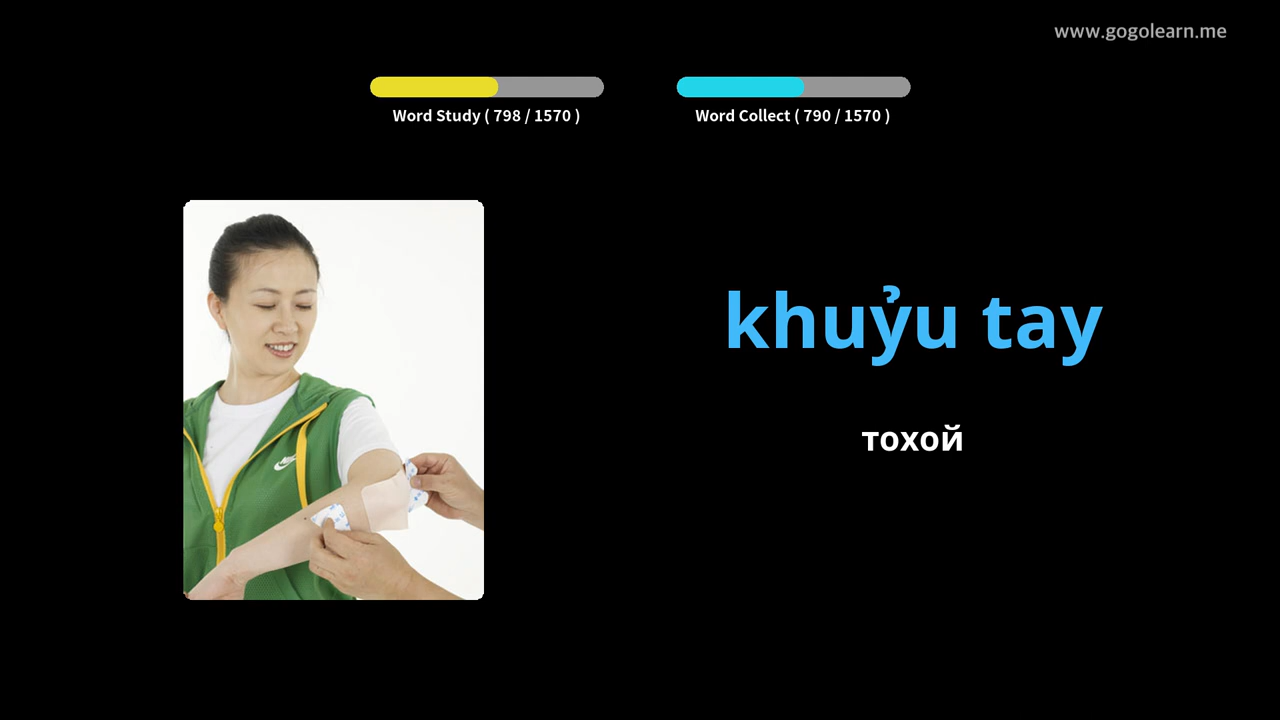 www.gogolearn.me
Word Study ( 798 / 1570 )
Word Collect ( 790 / 1570 )
khuỷu tay
тохой